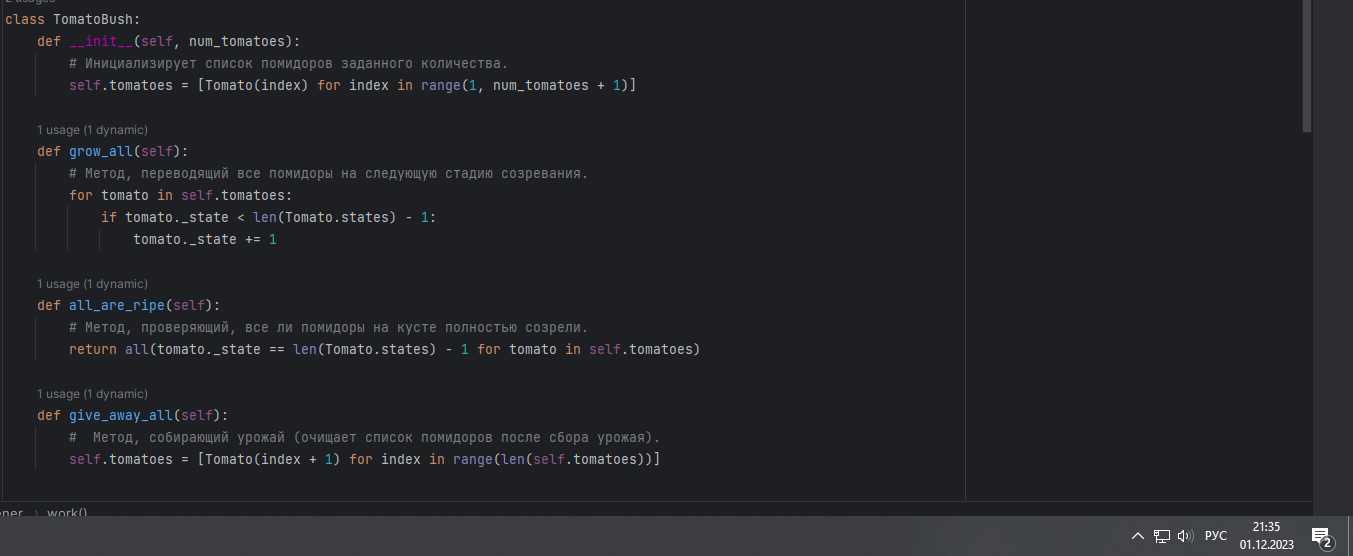 2 usages
class TomatoBush:
    def __init__(self, num_tomatoes):
        # Инициализирует список помидоров заданного количества.
        self.tomatoes = [Tomato(index) for index in range(1, num_tomatoes + 1)]
    1 usage (1 dynamic)
    def grow_all(self):
        # Метод, переводящий все помидоры на следующую стадию созревания.
        for tomato in self.tomatoes:
            if tomato._state < len(Tomato.states) - 1:
                tomato._state += 1
    1 usage (1 dynamic)
    def all_are_ripe(self):
        # Метод, проверяющий, все ли помидоры на кусте полностью созрели.
        return all(tomato._state == len(Tomato.states) - 1 for tomato in self.tomatoes)
    1 usage (1 dynamic)
    def give_away_all(self):
        #  Метод, собирающий урожай (очищает список помидоров после сбора урожая).
        self.tomatoes = [Tomato(index + 1) for index in range(len(self.tomatoes))]
ener › work()
РУС
21:35
01.12.2023
2